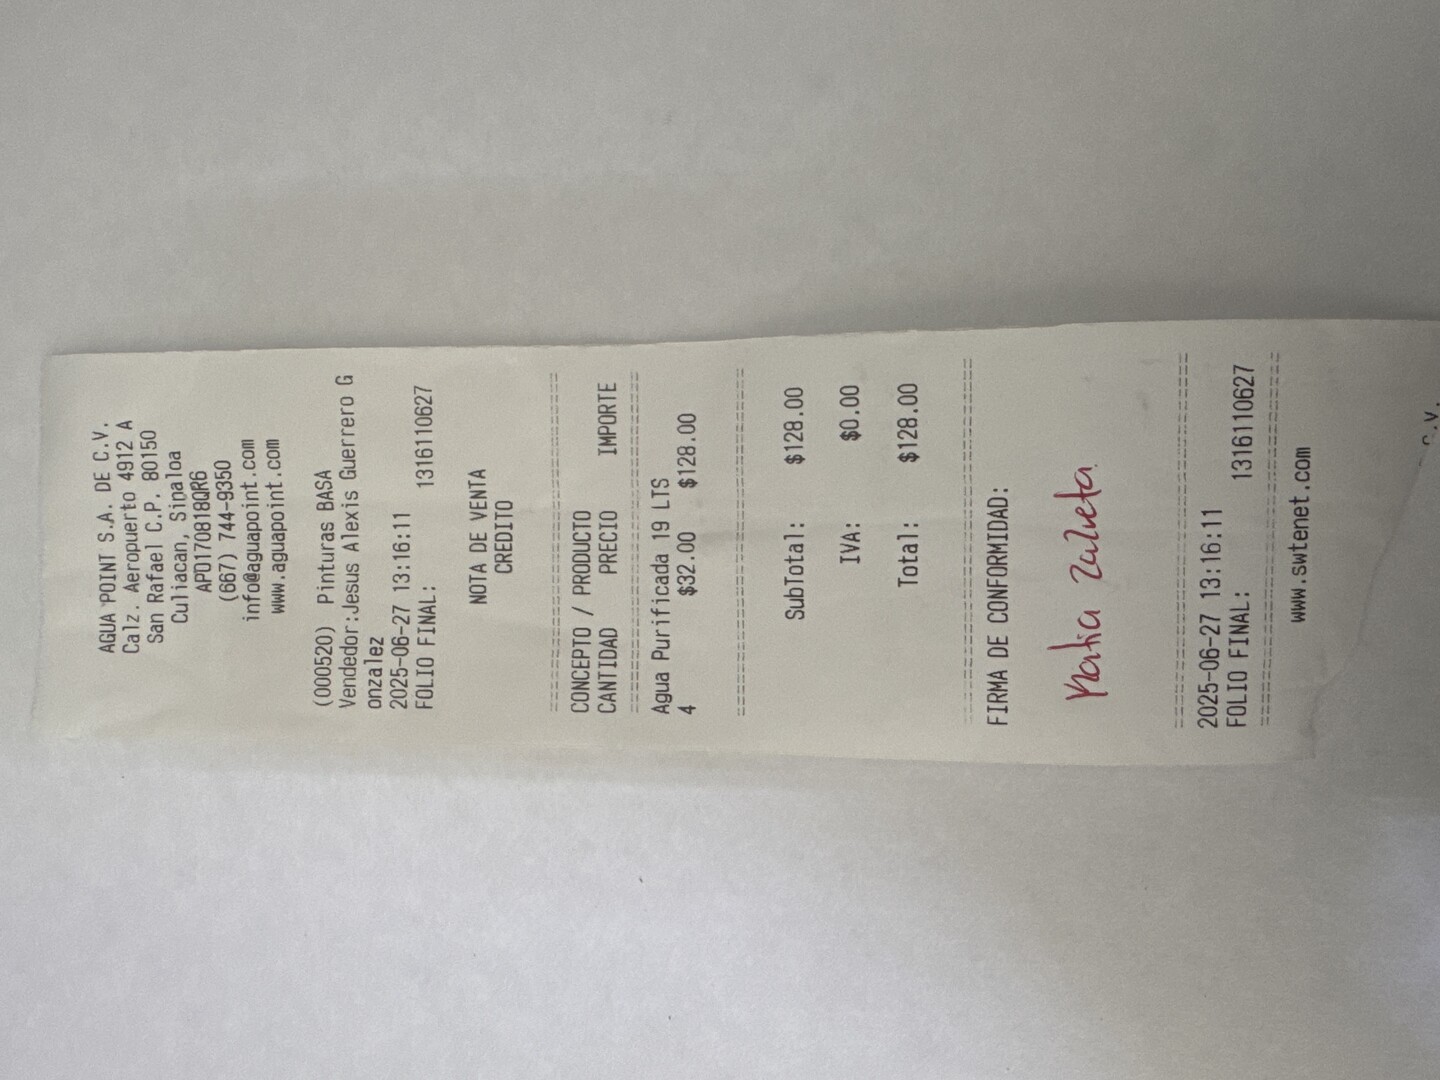 AGUA POINT S.A. DE C.V.
Calz. Aeropuerto 4912 A
San Rafael C.P. 80150
Culiacan, Sinaloa
APO170818QR6
(667) 744-9350
info@aguapoint.com
www.aguapoint.com
(000520) Pinturas BASA
Vendedor:Jesus Alexis Guerrero G
onzalez
2025-06-27 13:16:11
FOLIO FINAL: 1316110627
NOTA DE VENTA
CREDITO
================================
CONCEPTO / PRODUCTO
CANTIDAD PRECIO IMPORTE
================================
Agua Purificada 19 LTS
4 $32.00 $128.00
================================
SubTotal: $128.00
IVA: $0.00
Total: $128.00
================================
FIRMA DE CONFORMIDAD:
Katia Zazueta
================================
2025-06-27 13:16:11
FOLIO FINAL: 1316110627
================================
www.swtenet.com
C.V.